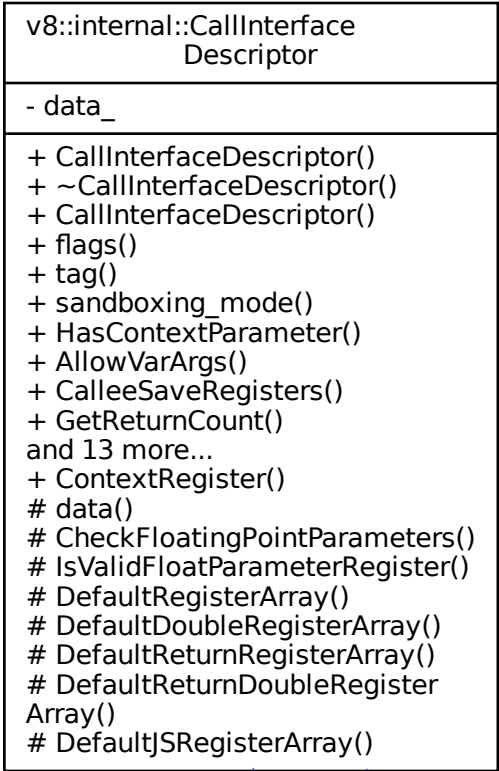 v8::internal::CallInterface
Descriptor
- data_
+ CallInterfaceDescriptor()
+ ~CallInterfaceDescriptor()
+ CallInterfaceDescriptor()
+ flags()
+ tag()
+ sandboxing_mode()
+ HasContextParameter()
+ AllowVarArgs()
+ CalleeSaveRegisters()
+ GetReturnCount()
and 13 more...
+ ContextRegister()
# data()
# CheckFloatingPointParameters()
# IsValidFloatParameterRegister()
# DefaultRegisterArray()
# DefaultDoubleRegisterArray()
# DefaultReturnRegisterArray()
# DefaultReturnDoubleRegister
Array()
# DefaultJSRegisterArray()